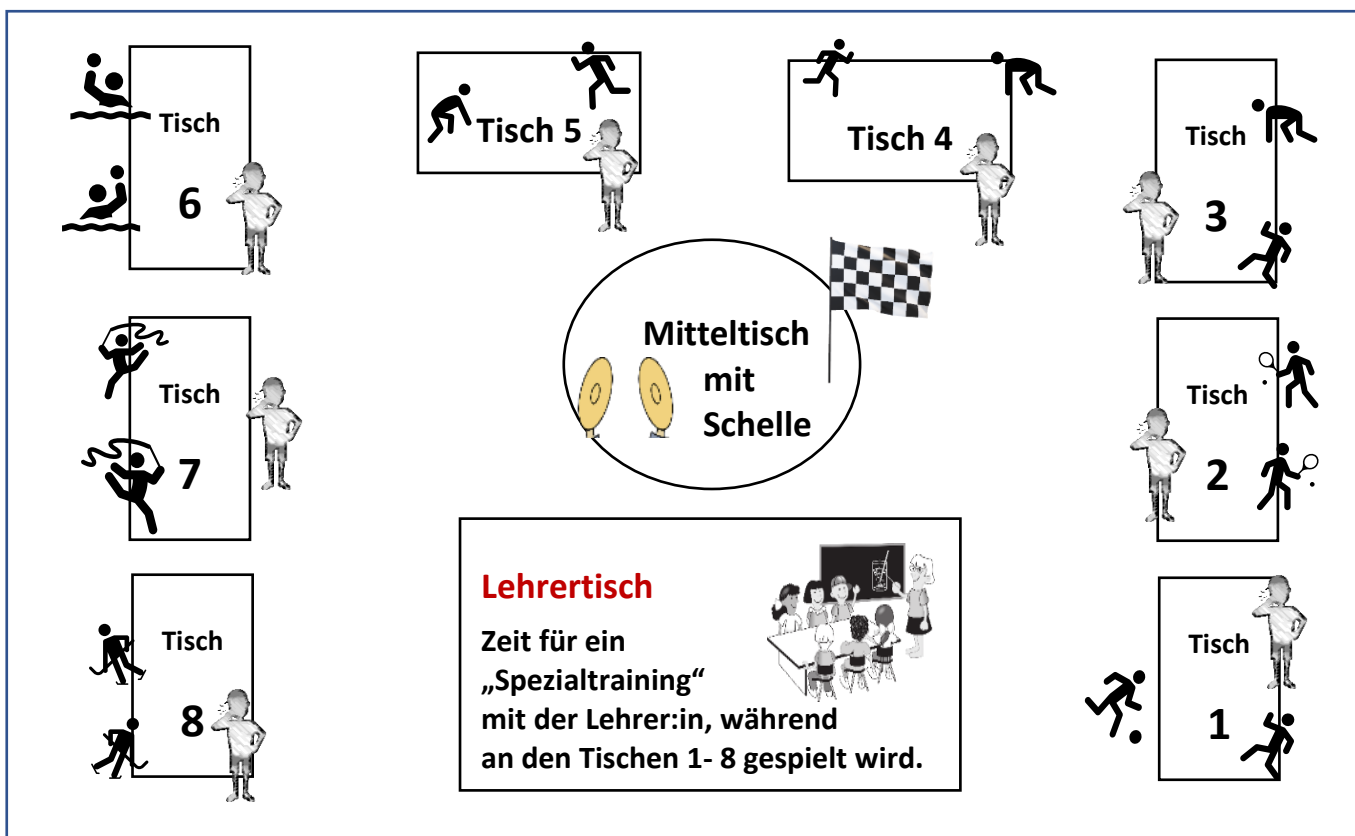 Tisch
6
Tisch 5
Tisch 4
Tisch
3
Mitteltisch
mit
Schelle
Tisch
7
Tisch
2
Lehrertisch
Zeit für ein
„Spezialtraining“
mit der Lehrer:in, während
an den Tischen 1- 8 gespielt wird.
Tisch
8
Tisch
1